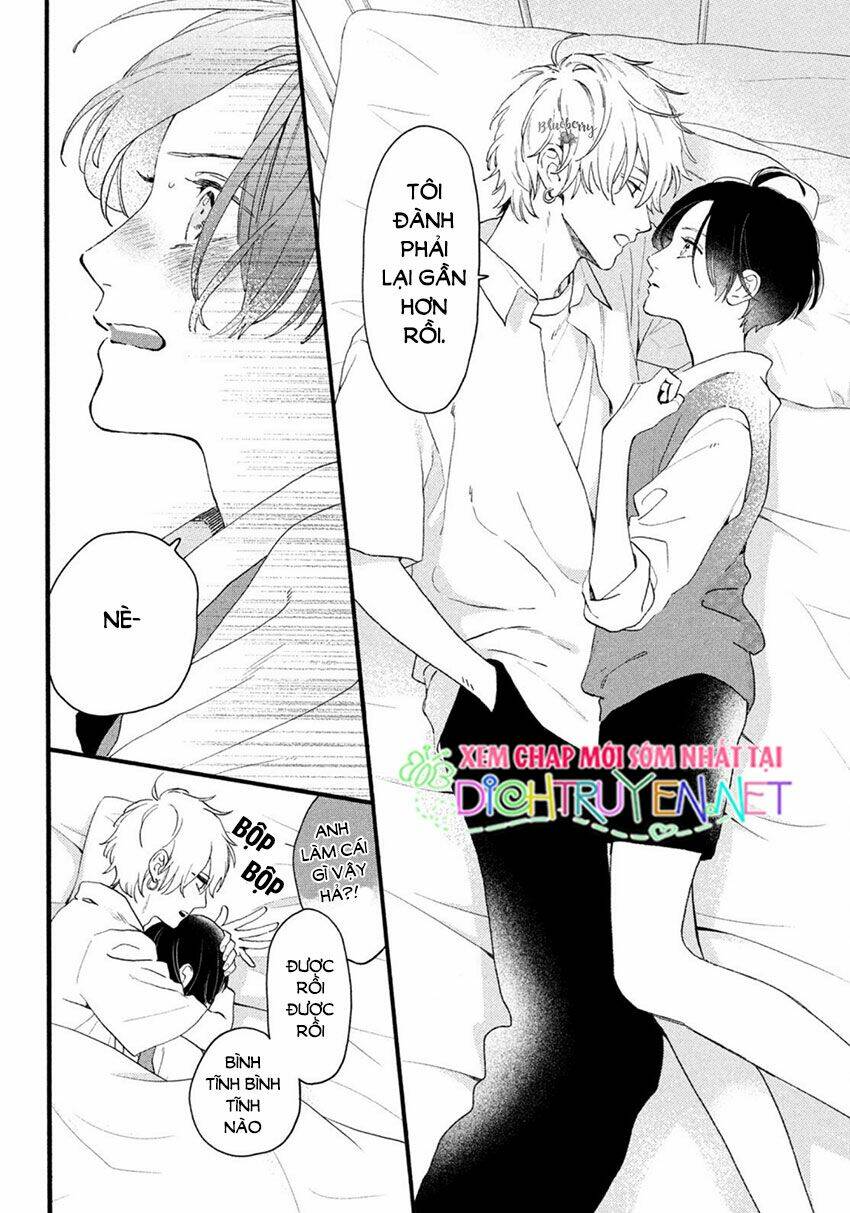 Blueberry
TÔI
ĐÀNH
PHẢI
LẠI GẦN
HƠN
RỒI.
NÈ-
XEM CHAP MỚI SỚM NHẤT TẠI
DICHTRUYEN.NET
ANH
LÀM CÁI
GÌ VẬY
HẢ?!
BỘP
BỘP
ĐƯỢC
RỒI
ĐƯỢC
RỒI
BÌNH
TĨNH BÌNH
TĨNH
NÀO